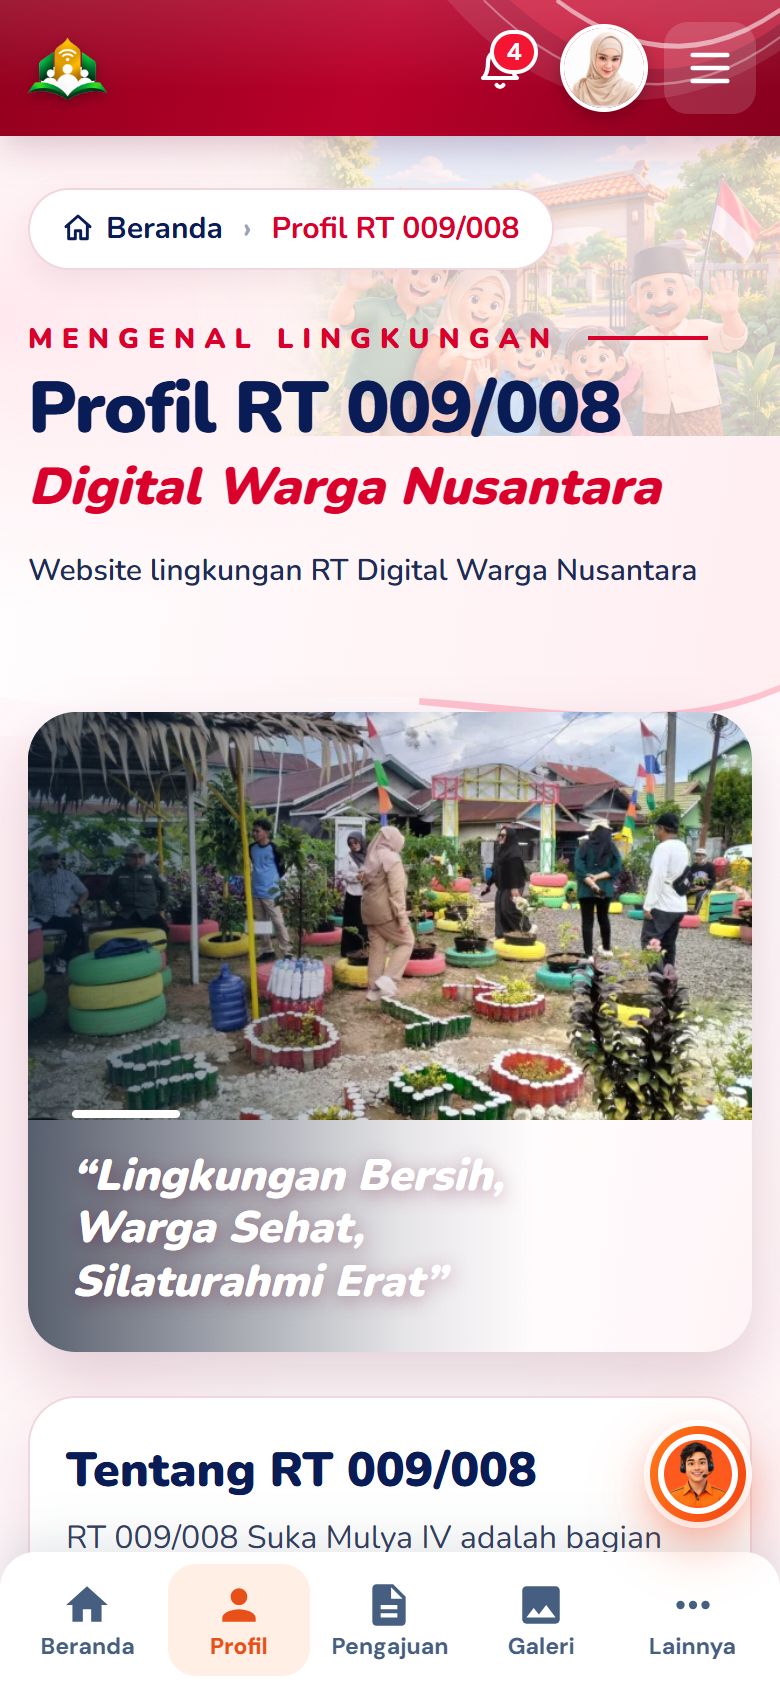 4
Beranda › Profil RT 009/008
MENGENAL LINGKUNGAN
Profil RT 009/008
Digital Warga Nusantara
Website lingkungan RT Digital Warga Nusantara
“Lingkungan Bersih,
Warga Sehat,
Silaturahmi Erat”
Tentang RT 009/008
RT 009/008 Suka Mulya IV adalah bagian
Beranda Profil Pengajuan Galeri Lainnya